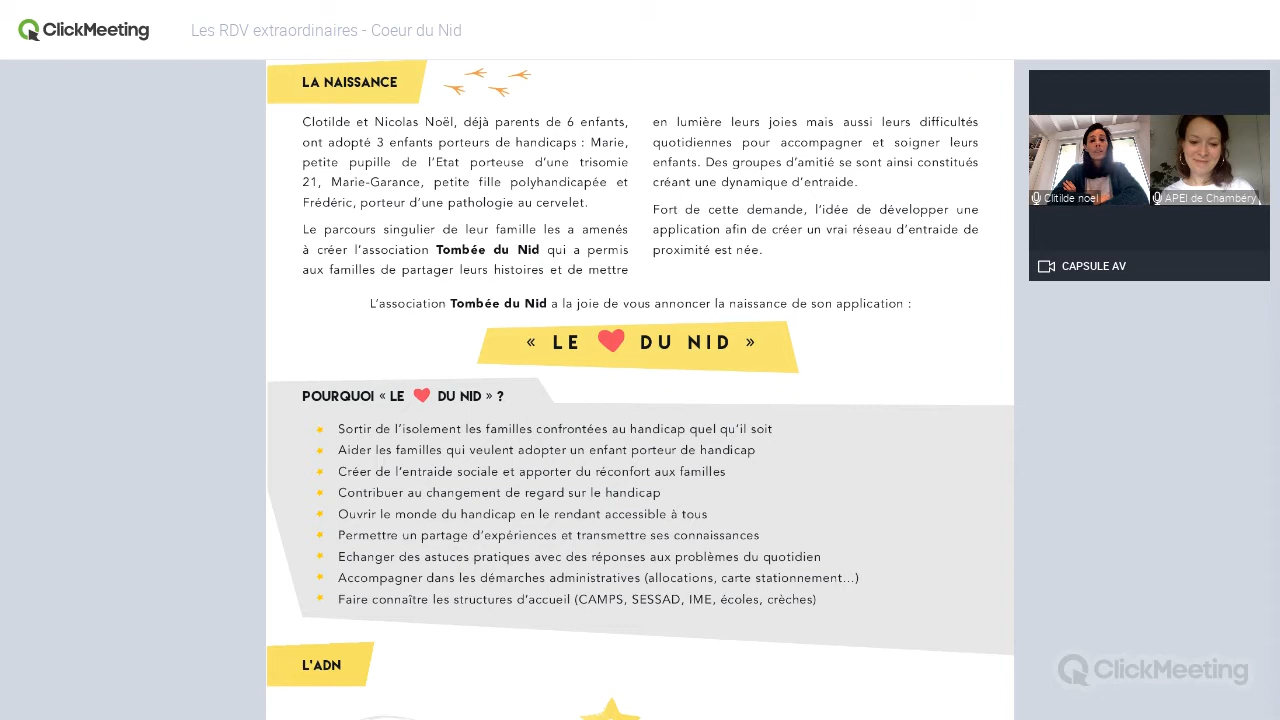 ClickMeeting
Les RDV extraordinaires - Coeur du Nid
LA NAISSANCE
Clotilde et Nicolas Noël, déjà parents de 6 enfants,
ont adopté 3 enfants porteurs de handicaps : Marie,
petite pupille de l'Etat porteuse d'une trisomie
21, Marie-Garance, petite fille polyhandicapée et
Frédéric, porteur d'une pathologie au cervelet.
Le parcours singulier de leur famille les a amenés
à créer l'association Tombée du Nid qui a permis
aux familles de partager leurs histoires et de mettre
en lumière leurs joies mais aussi leurs difficultés
quotidiennes pour accompagner et soigner leurs
enfants. Des groupes d'amitié se sont ainsi constitués
créant une dynamique d'entraide.
Fort de cette demande, l'idée de développer une
application afin de créer un vrai réseau d'entraide de
proximité est née.
L'association Tombée du Nid a la joie de vous annoncer la naissance de son application :
« LE ❤ DU NID »
POURQUOI « LE ❤ DU NID » ?
Sortir de l'isolement les familles confrontées au handicap quel qu'il soit
Aider les familles qui veulent adopter un enfant porteur de handicap
Créer de l'entraide sociale et apporter du réconfort aux familles
Contribuer au changement de regard sur le handicap
Ouvrir le monde du handicap en le rendant accessible à tous
Permettre un partage d'expériences et transmettre ses connaissances
Echanger des astuces pratiques avec des réponses aux problèmes du quotidien
Accompagner dans les démarches administratives (allocations, carte stationnement...)
Faire connaître les structures d'accueil (CAMPS, SESSAD, IME, écoles, crèches)
L'ADN
Clitilde noel
APEI de Chambéry
CAPSULE AV
ClickMeeting